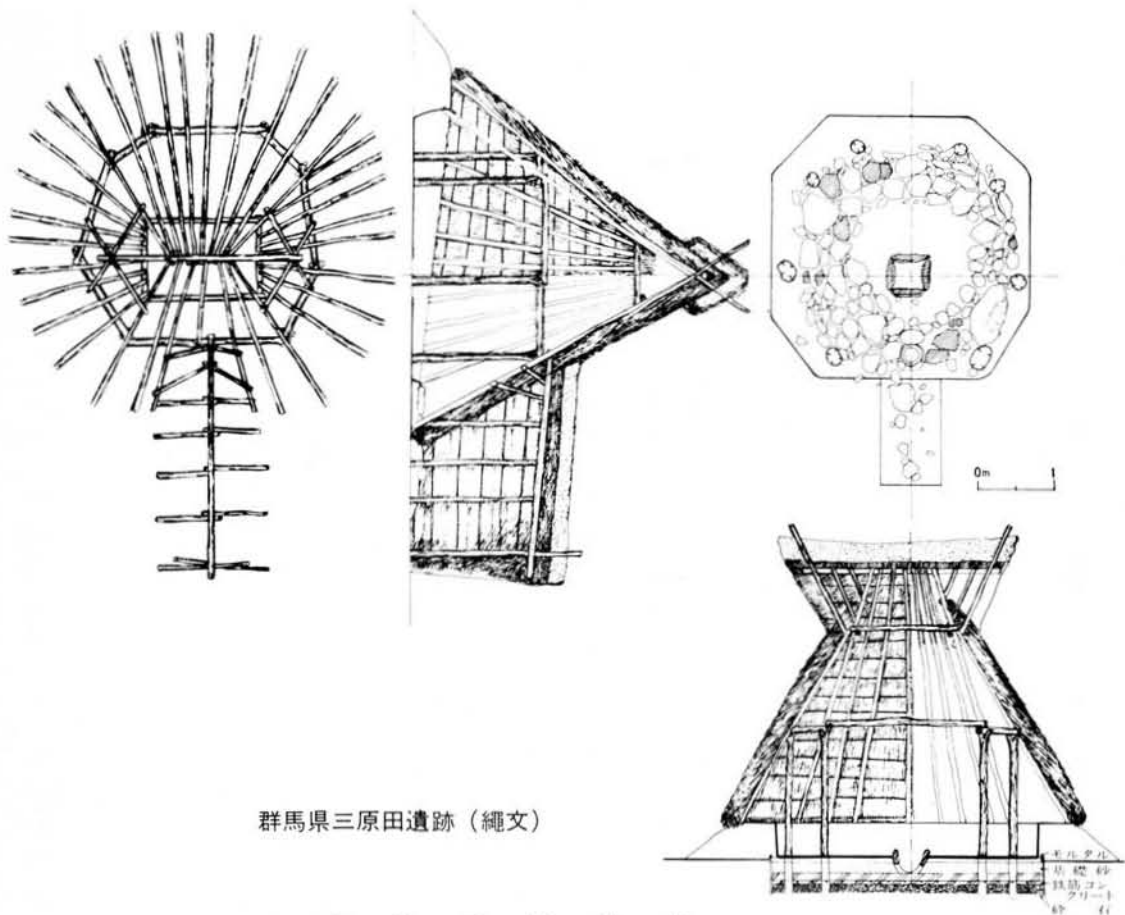 0m 1
群馬県三原田遺跡（縄文）
モルタル
基礎砂
鉄筋コン
クリート
砕石